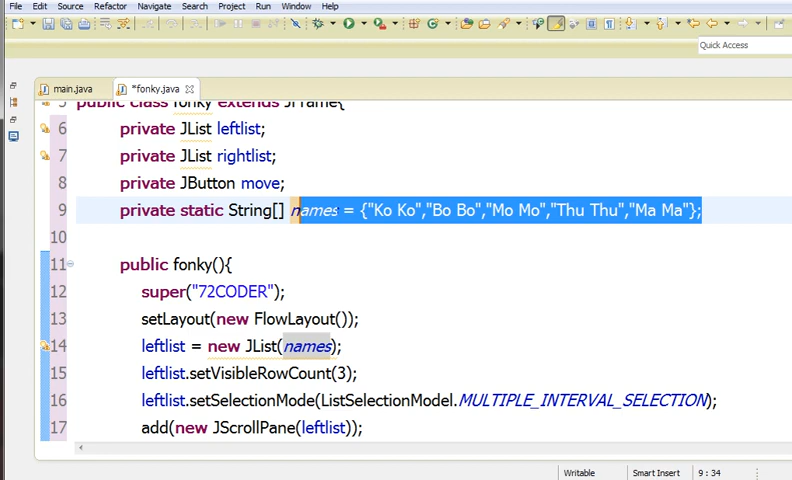 File Edit Source Refactor Navigate Search Project Run Window Help
Quick Access
main.java *fonky.java
5 public class fonky extends JFrame{
6 private JList leftlist;
7 private JList rightlist;
8 private JButton move;
9 private static String[] names = {"Ko Ko","Bo Bo","Mo Mo","Thu Thu","Ma Ma"};
10
11 public fonky(){
12 super("72CODER");
13 setLayout(new FlowLayout());
14 leftlist = new JList(names);
15 leftlist.setVisibleRowCount(3);
16 leftlist.setSelectionMode(ListSelectionModel.MULTIPLE_INTERVAL_SELECTION);
17 add(new JScrollPane(leftlist));
Writable Smart Insert 9 : 34